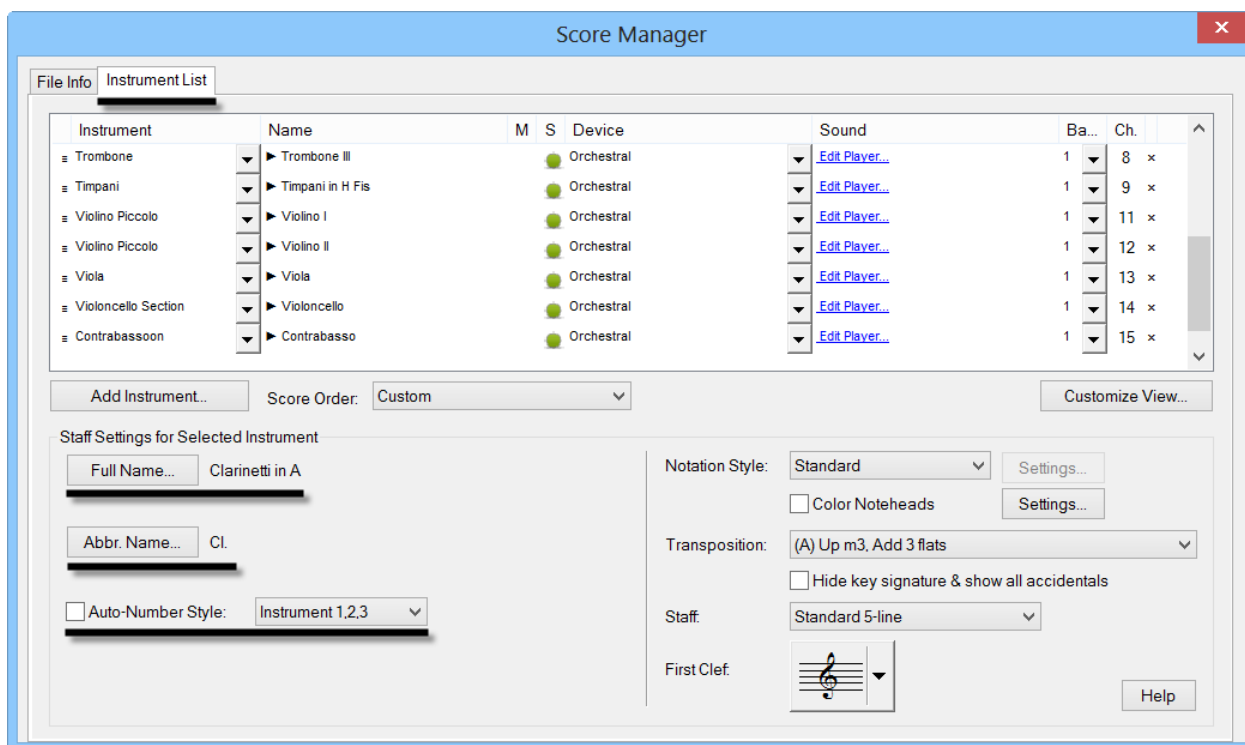 Score Manager
File Info Instrument List
Instrument Name M S Device Sound Ba... Ch.
Trombone Trombone III Orchestral Edit Player... 1 8 ×
Timpani Timpani in H Fis Orchestral Edit Player... 1 9 ×
Violino Piccolo Violino I Orchestral Edit Player... 1 11 ×
Violino Piccolo Violino II Orchestral Edit Player... 1 12 ×
Viola Viola Orchestral Edit Player... 1 13 ×
Violoncello Section Violoncello Orchestral Edit Player... 1 14 ×
Contrabassoon Contrabasso Orchestral Edit Player... 1 15 ×
Add Instrument... Score Order: Custom Customize View...
Staff Settings for Selected Instrument
Full Name... Clarinetti in A
Abbr. Name... Cl.
Auto-Number Style: Instrument 1,2,3
Notation Style: Standard Settings...
Color Noteheads Settings...
Transposition: (A) Up m3, Add 3 flats
Hide key signature & show all accidentals
Staff: Standard 5-line
First Clef:
Help